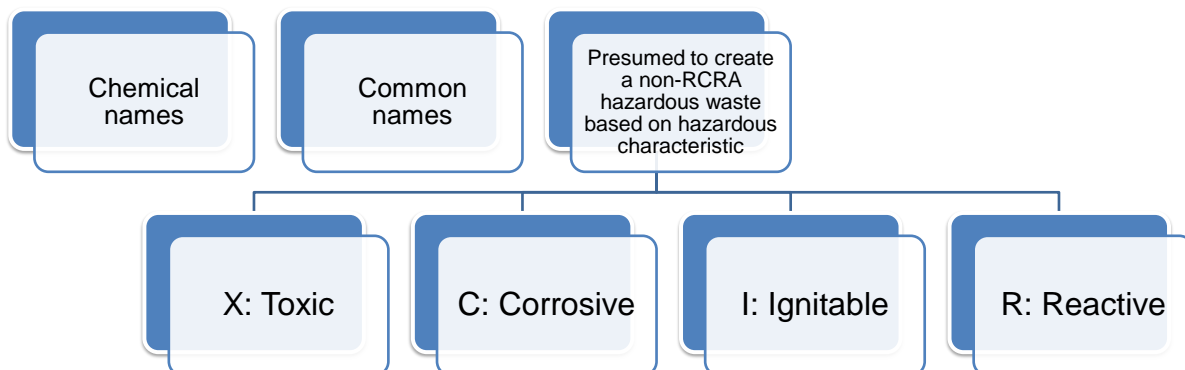 Chemical
names
Common
names
Presumed to create
a non-RCRA
hazardous waste
based on hazardous
characteristic
X: Toxic
C: Corrosive
I: Ignitable
R: Reactive